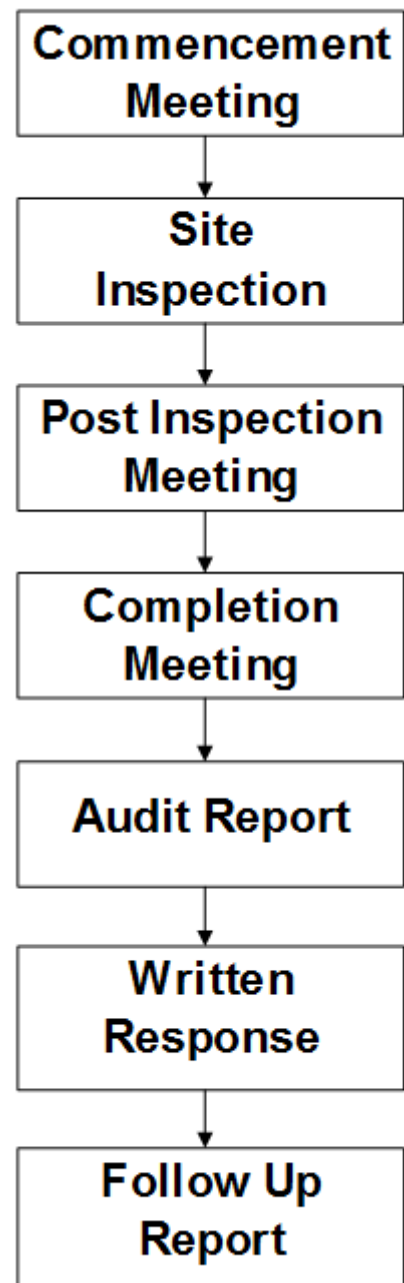 Commencement
Meeting
Site
Inspection
Post Inspection
Meeting
Completion
Meeting
Audit Report
Written
Response
Follow Up
Report